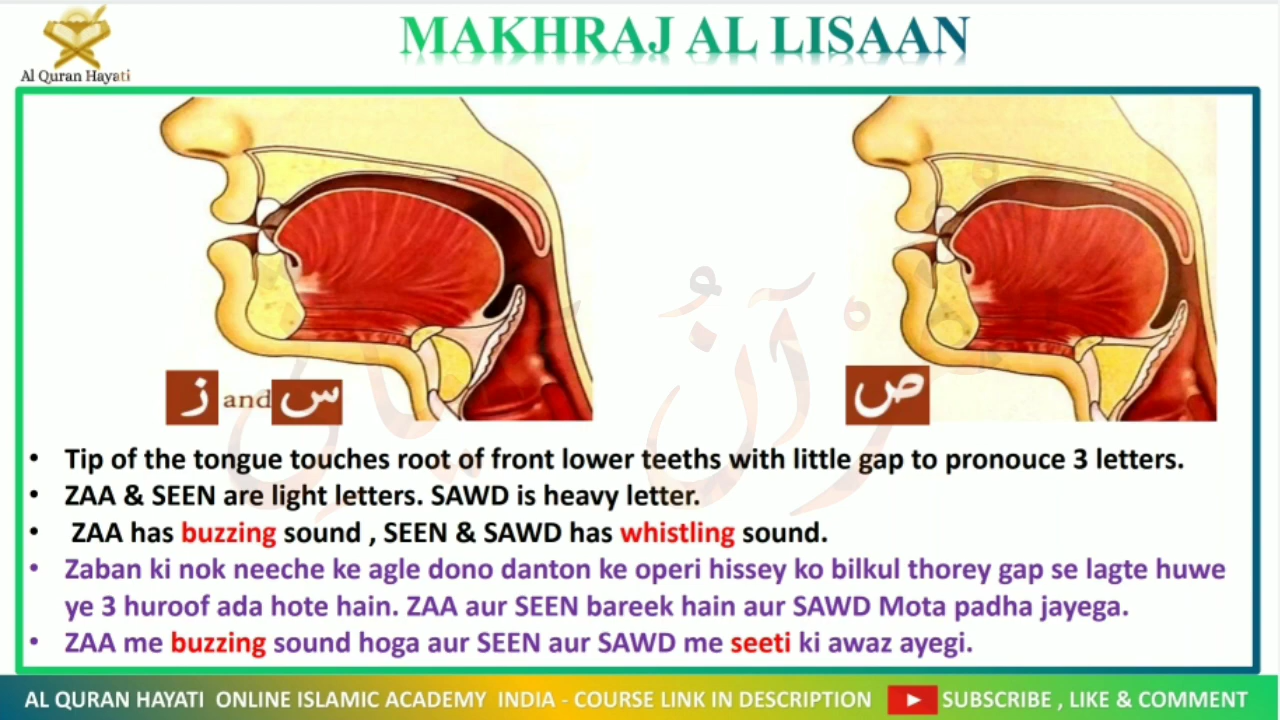 Al Quran Hayati
MAKHRAJ AL LISAAN
ز and س
ص
• Tip of the tongue touches root of front lower teeths with little gap to pronouce 3 letters.
• ZAA & SEEN are light letters. SAWD is heavy letter.
• ZAA has buzzing sound , SEEN & SAWD has whistling sound.
• Zaban ki nok neeche ke agle dono danton ke operi hissey ko bilkul thorey gap se lagte huwe
ye 3 huroof ada hote hain. ZAA aur SEEN bareek hain aur SAWD Mota padha jayega.
• ZAA me buzzing sound hoga aur SEEN aur SAWD me seeti ki awaz ayegi.
AL QURAN HAYATI ONLINE ISLAMIC ACADEMY INDIA - COURSE LINK IN DESCRIPTION SUBSCRIBE , LIKE & COMMENT